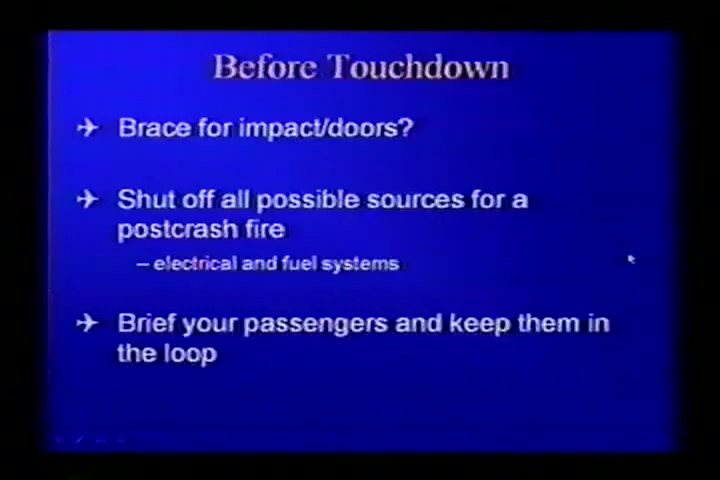 Before Touchdown
Brace for impact/doors?
Shut off all possible sources for a
postcrash fire
– electrical and fuel systems
Brief your passengers and keep them in
the loop